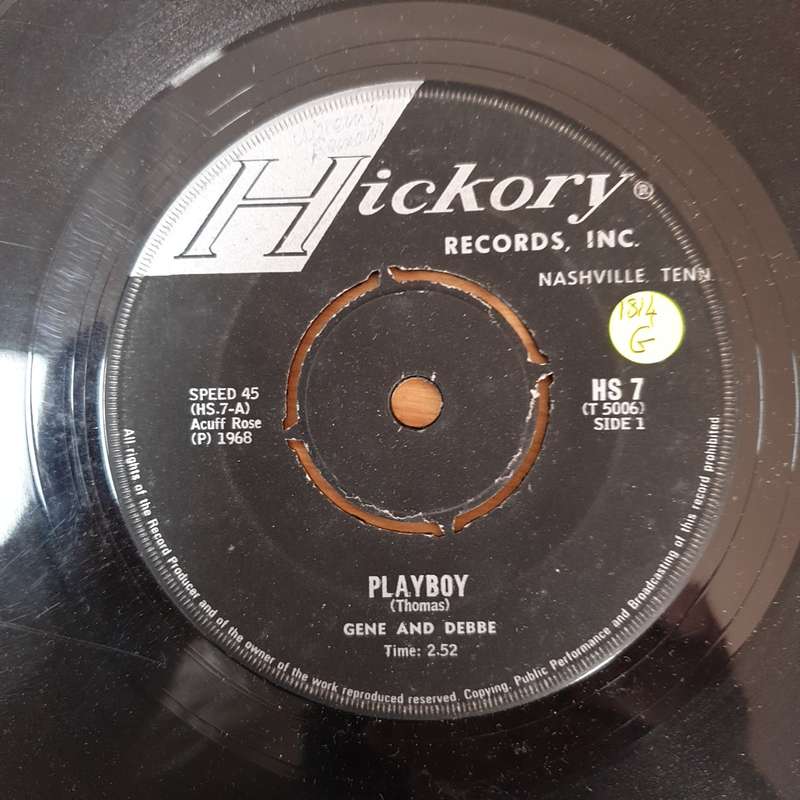 Hickory®
RECORDS, INC.
NASHVILLE, TENN.
1814
G
SPEED 45
(HS.7-A)
Acuff Rose
(P) 1968
HS 7
(T 5006)
SIDE 1
PLAYBOY
(Thomas)
GENE AND DEBBE
Time: 2.52
All rights of the Record Producer and of the owner of the work reproduced reserved. Copying, Public Performance and Broadcasting of this record prohibited